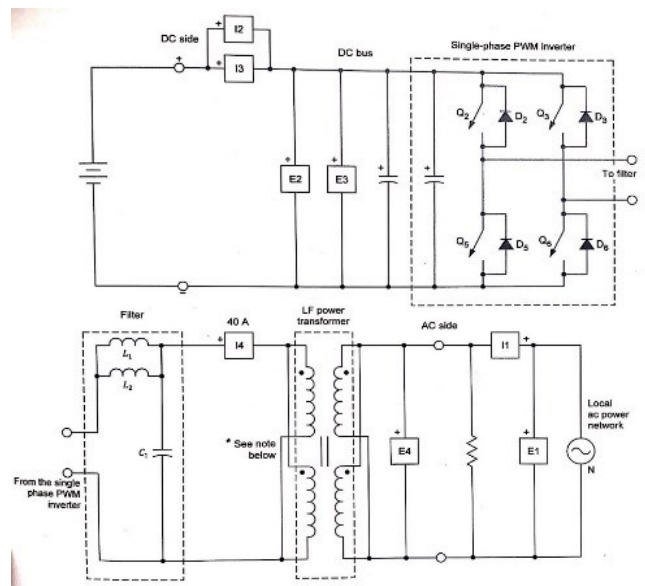 DC side
+
+
I2
+
I3
DC bus
Single-phase PWM inverter
Q2
D2
Q3
D3
+
E2
+
E3
+
+
To filter
Q5
D5
Q6
D6
–
Filter
L1
L2
C1
From the single
phase PWM
inverter
40 A
+
I4
LF power
transformer
* See note
below
AC side
+
E4
I1
+
+
E1
Local
ac power
network
N